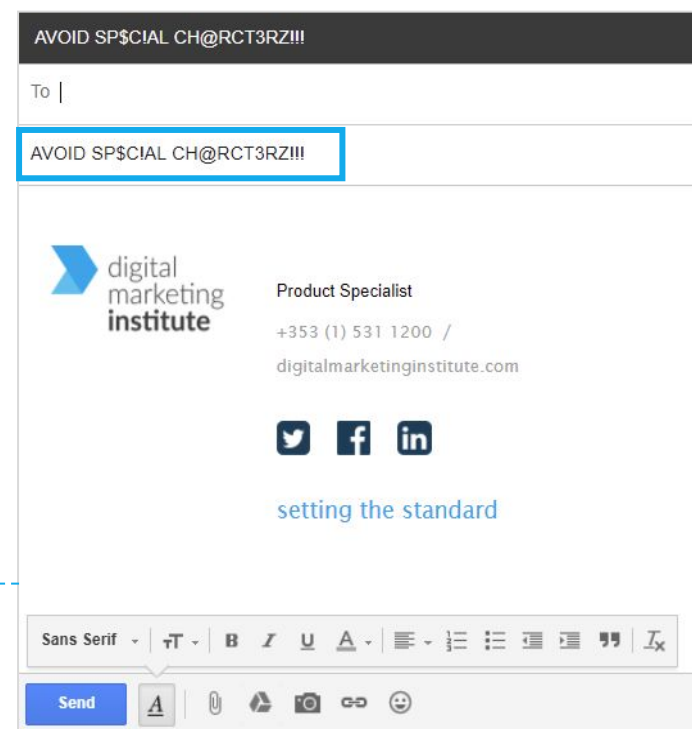 AVOID SP$C!AL CH@RCT3RZ!!!
To
AVOID SP$C!AL CH@RCT3RZ!!!
digital
marketing
institute
Product Specialist
+353 (1) 531 1200 /
digitalmarketinginstitute.com
setting the standard
Sans Serif
Send